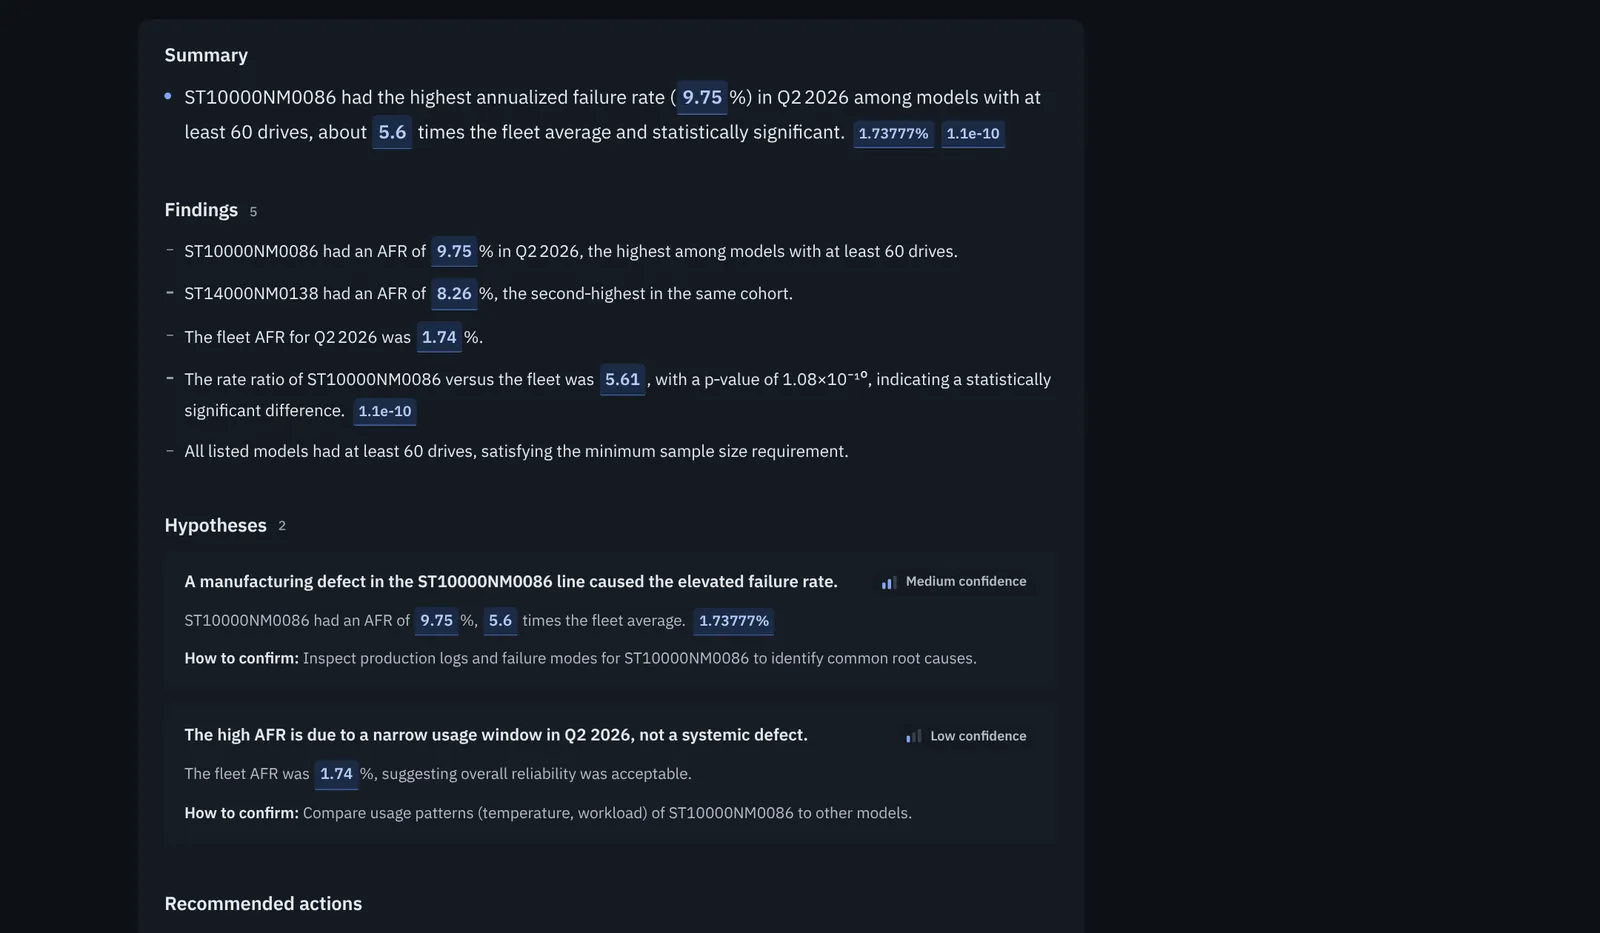 Summary
• ST10000NM0086 had the highest annualized failure rate (9.75%) in Q2 2026 among models with at
least 60 drives, about 5.6 times the fleet average and statistically significant. 1.73777% 1.1e-10
Findings 5
– ST10000NM0086 had an AFR of 9.75% in Q2 2026, the highest among models with at least 60 drives.
– ST14000NM0138 had an AFR of 8.26%, the second-highest in the same cohort.
– The fleet AFR for Q2 2026 was 1.74%.
– The rate ratio of ST10000NM0086 versus the fleet was 5.61, with a p-value of 1.08×10⁻¹⁰, indicating a statistically
significant difference. 1.1e-10
– All listed models had at least 60 drives, satisfying the minimum sample size requirement.
Hypotheses 2
A manufacturing defect in the ST10000NM0086 line caused the elevated failure rate. Medium confidence
ST10000NM0086 had an AFR of 9.75%, 5.6 times the fleet average. 1.73777%
How to confirm: Inspect production logs and failure modes for ST10000NM0086 to identify common root causes.
The high AFR is due to a narrow usage window in Q2 2026, not a systemic defect. Low confidence
The fleet AFR was 1.74%, suggesting overall reliability was acceptable.
How to confirm: Compare usage patterns (temperature, workload) of ST10000NM0086 to other models.
Recommended actions